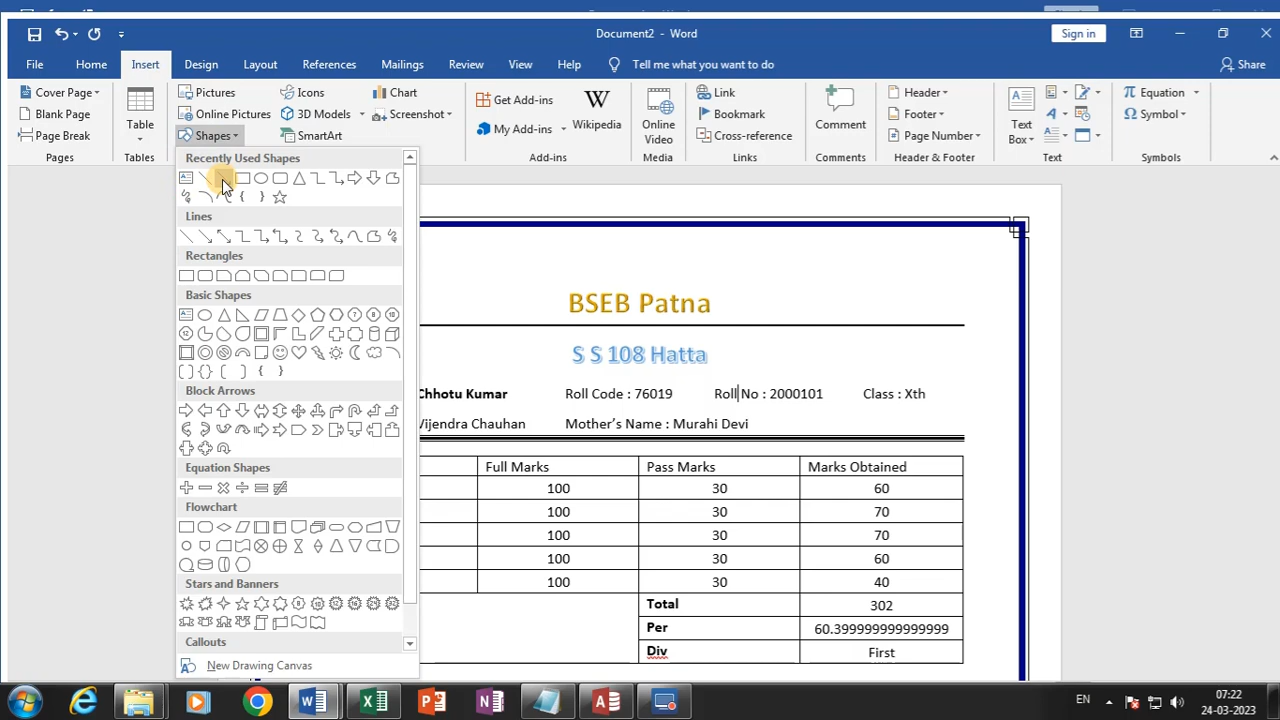 Document2 - Word
Sign in
File Home Insert Design Layout References Mailings Review View Help Tell me what you want to do Share
Cover Page
Blank Page
Page Break
Pages
Table
Tables
Pictures
Online Pictures
Shapes
Icons
3D Models
SmartArt
Chart
Screenshot
Get Add-ins
My Add-ins
Wikipedia
Add-ins
Online
Video
Media
Link
Bookmark
Cross-reference
Links
Comment
Comments
Header
Footer
Page Number
Header & Footer
Text
Box
Text
Equation
Symbol
Symbols
Recently Used Shapes
Lines
Rectangles
Basic Shapes
Block Arrows
Equation Shapes
Flowchart
Stars and Banners
Callouts
New Drawing Canvas
BSEB Patna
S S 108 Hatta
Chhotu Kumar Roll Code : 76019 Roll No : 2000101 Class : Xth
Vijendra Chauhan Mother's Name : Murahi Devi
Full Marks Pass Marks Marks Obtained
100 30 60
100 30 70
100 30 70
100 30 60
100 30 40
Total 302
Per 60.399999999999999
Div First
EN
07:22
24-03-2023